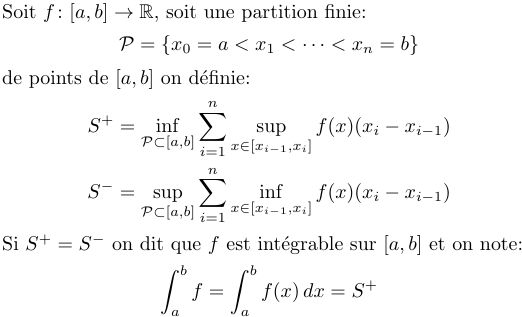 Soit f: [a, b] → ℝ, soit une partition finie:
𝒫 = {x₀ = a < x₁ < ⋯ < xₙ = b}
de points de [a, b] on définie:
S⁺ = inf_{𝒫⊂[a,b]} ∑_{i=1}^{n} sup_{x∈[x_{i−1},x_i]} f(x)(x_i − x_{i−1})
S⁻ = sup_{𝒫⊂[a,b]} ∑_{i=1}^{n} inf_{x∈[x_{i−1},x_i]} f(x)(x_i − x_{i−1})
Si S⁺ = S⁻ on dit que f est intégrable sur [a, b] et on note:
∫_a^b f = ∫_a^b f(x) dx = S⁺